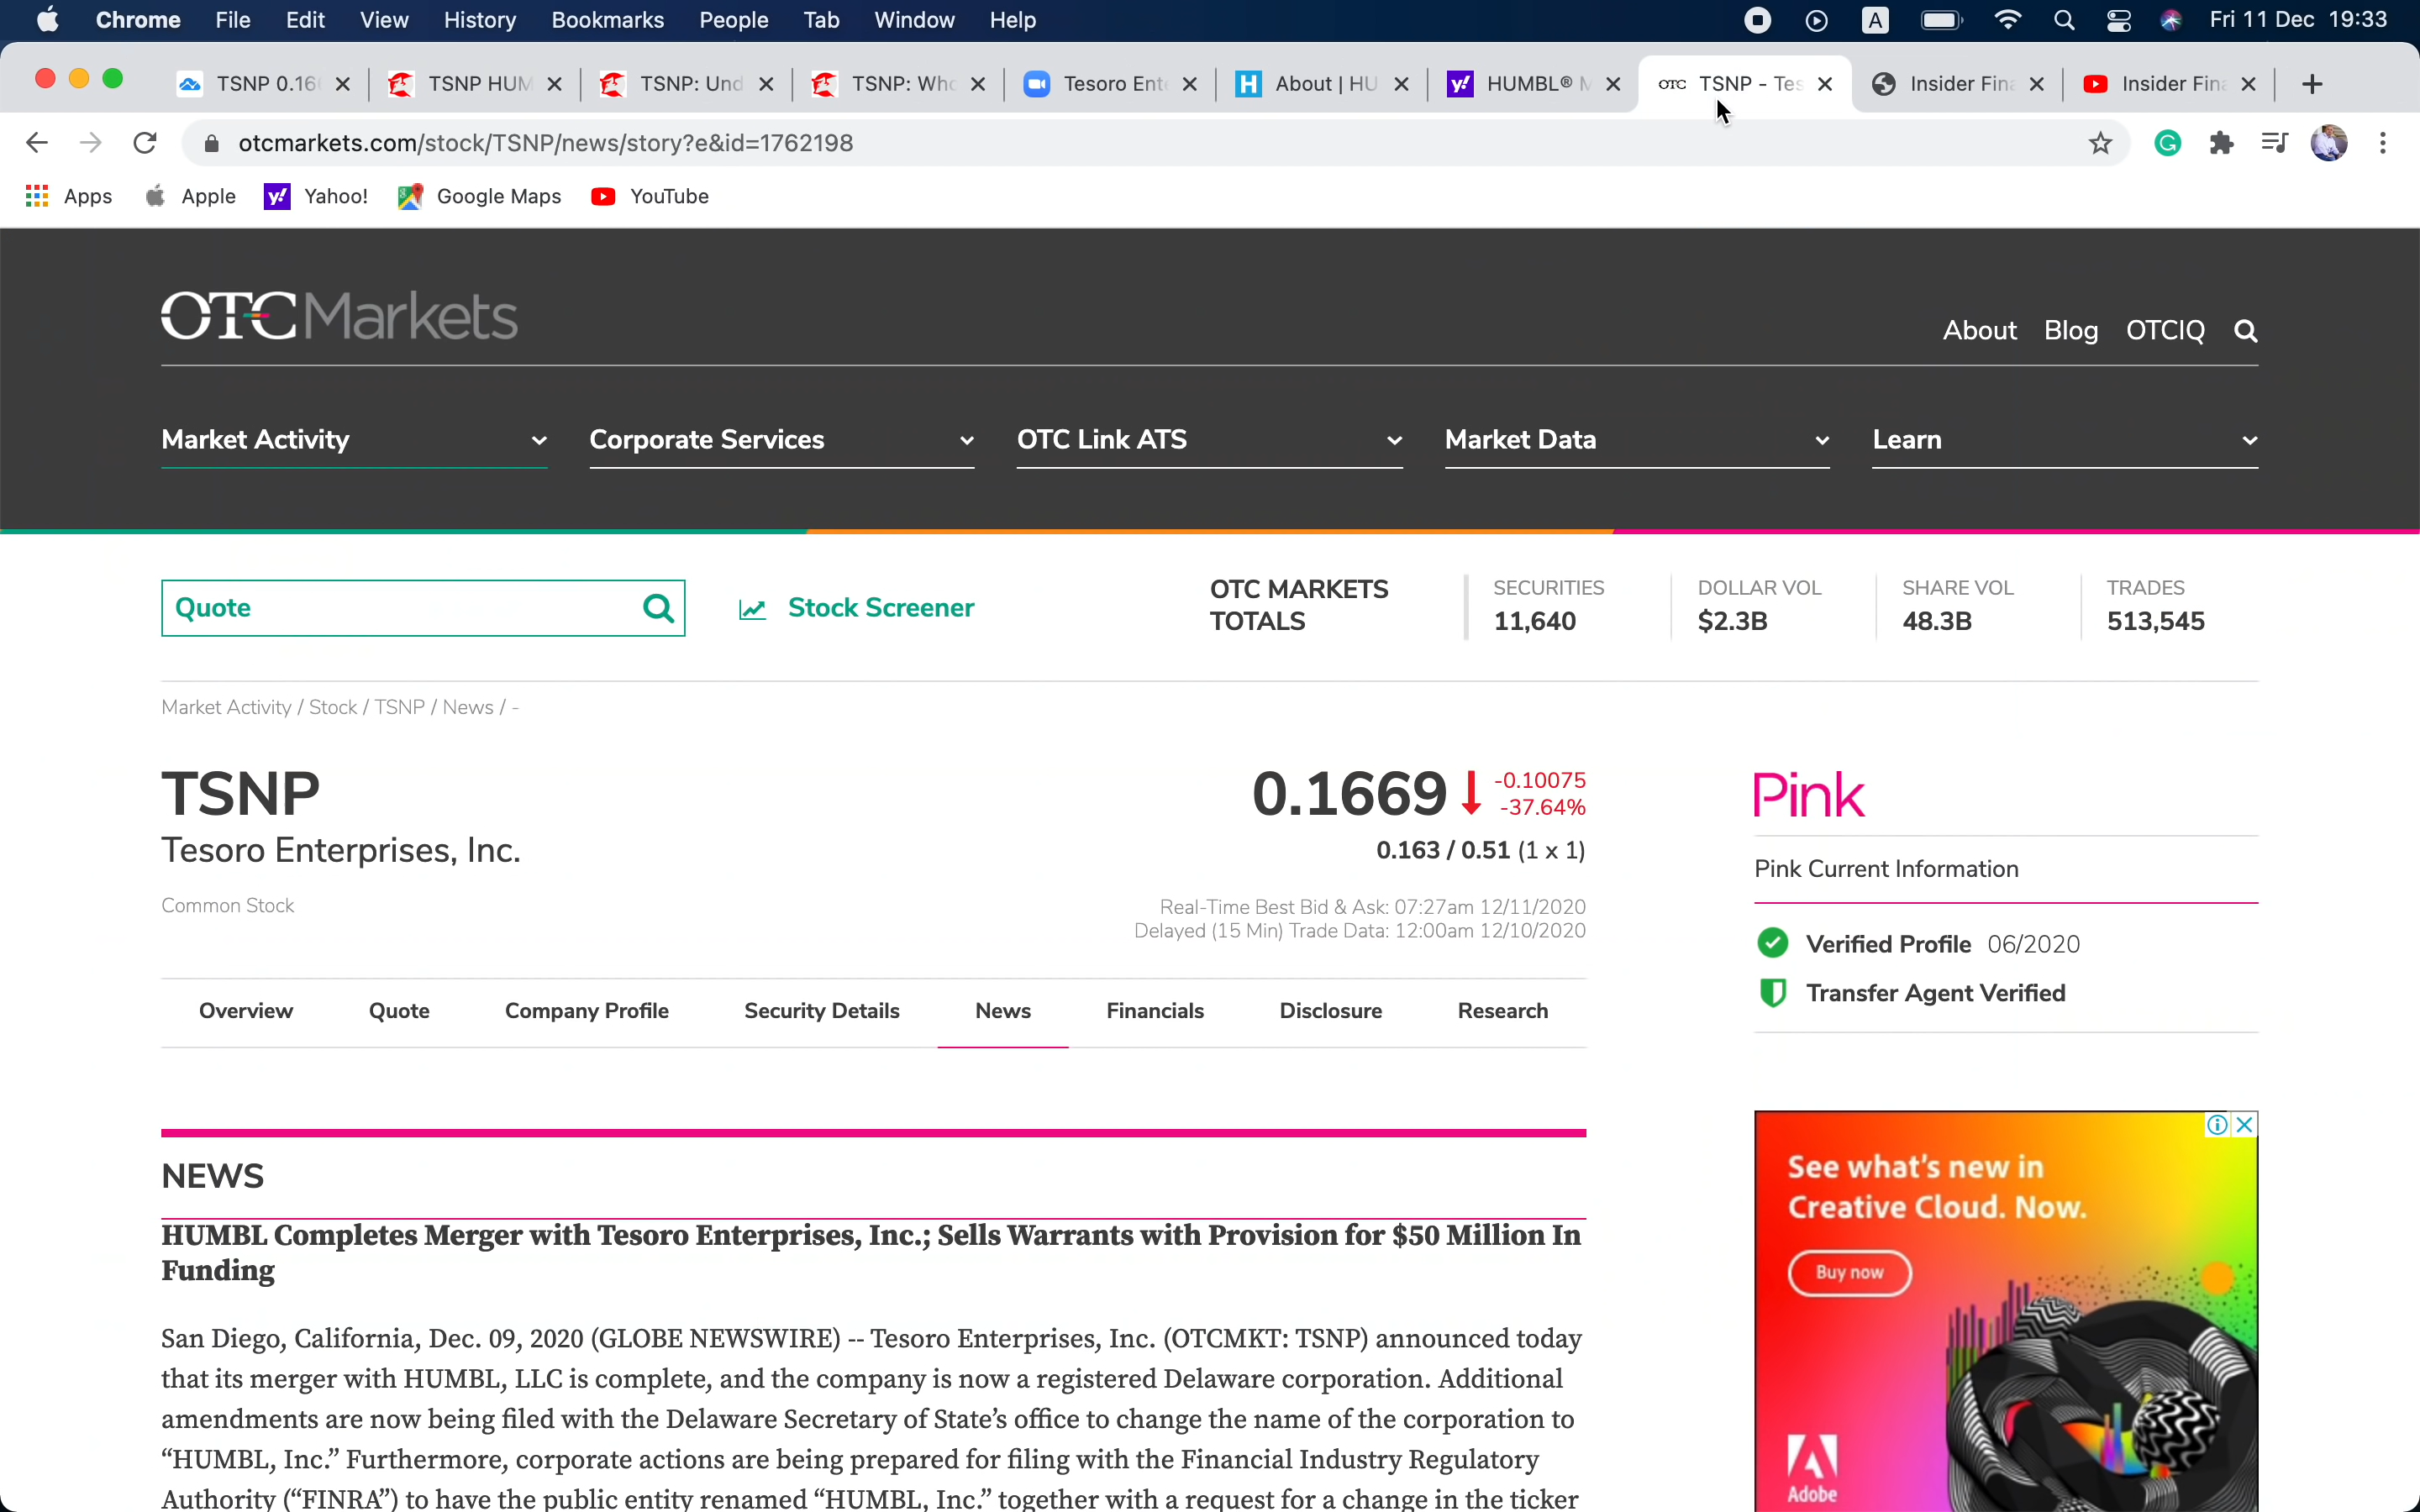 Chrome File Edit View History Bookmarks People Tab Window Help A Fri 11 Dec 19:33
TSNP 0.16 TSNP HUM TSNP: Und TSNP: Who Tesoro Ent About | HU HUMBL® M TSNP - Tes Insider Fin Insider Fin
otcmarkets.com/stock/TSNP/news/story?e&id=1762198
Apps Apple Yahoo! Google Maps YouTube
OTC Markets
About Blog OTCIQ
Market Activity Corporate Services OTC Link ATS Market Data Learn
Quote Stock Screener
OTC MARKETS
TOTALS
SECURITIES
11,640
DOLLAR VOL
$2.3B
SHARE VOL
48.3B
TRADES
513,545
Market Activity / Stock / TSNP / News / -
TSNP
Tesoro Enterprises, Inc.
Common Stock
0.1669 -0.10075
-37.64%
0.163 / 0.51 (1 x 1)
Real-Time Best Bid & Ask: 07:27am 12/11/2020
Delayed (15 Min) Trade Data: 12:00am 12/10/2020
Pink
Pink Current Information
Verified Profile 06/2020
Transfer Agent Verified
Overview Quote Company Profile Security Details News Financials Disclosure Research
NEWS
HUMBL Completes Merger with Tesoro Enterprises, Inc.; Sells Warrants with Provision for $50 Million In
Funding
San Diego, California, Dec. 09, 2020 (GLOBE NEWSWIRE) -- Tesoro Enterprises, Inc. (OTCMKT: TSNP) announced today
that its merger with HUMBL, LLC is complete, and the company is now a registered Delaware corporation. Additional
amendments are now being filed with the Delaware Secretary of State’s office to change the name of the corporation to
“HUMBL, Inc.” Furthermore, corporate actions are being prepared for filing with the Financial Industry Regulatory
Authority (“FINRA”) to have the public entity renamed “HUMBL, Inc.” together with a request for a change in the ticker
See what's new in
Creative Cloud. Now.
Buy now
Adobe